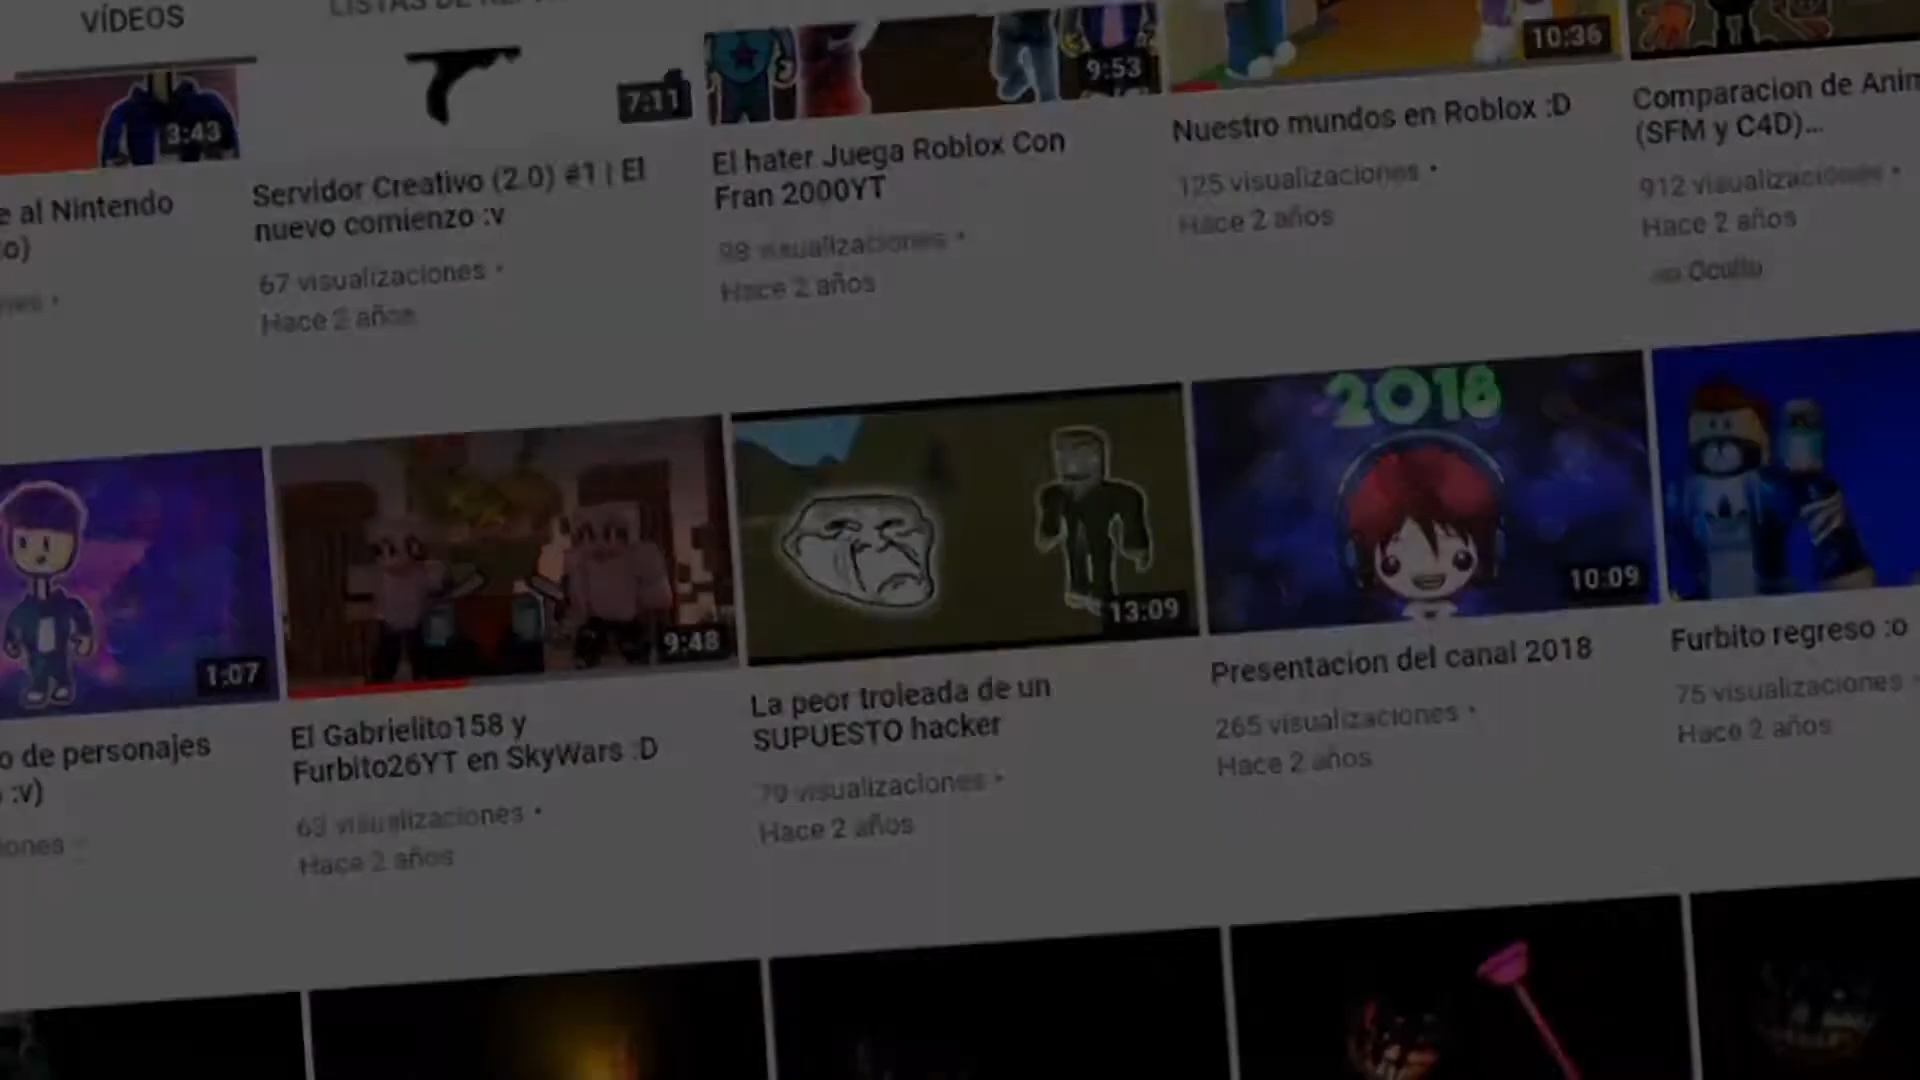 VÍDEOS
LISTAS DE
3:43
7:11
9:53
10:36
e al Nintendo
o)
Servidor Creativo (2.0) #1 | El
nuevo comienzo :v
67 visualizaciones •
Hace 2 años
El hater Juega Roblox Con
Fran 2000YT
98 visualizaciones •
Hace 2 años
Nuestro mundos en Roblox :D
125 visualizaciones •
Hace 2 años
Comparacion de Anim
(SFM y C4D)...
912 visualizaciones •
Hace 2 años
Oculto
1:07
9:48
13:09
2018
10:09
o de personajes
:v)
iones
El Gabrielito158 y
Furbito26YT en SkyWars :D
63 visualizaciones •
Hace 2 años
La peor troleada de un
SUPUESTO hacker
79 visualizaciones •
Hace 2 años
Presentacion del canal 2018
265 visualizaciones •
Hace 2 años
Furbito regreso :o
75 visualizaciones •
Hace 2 años